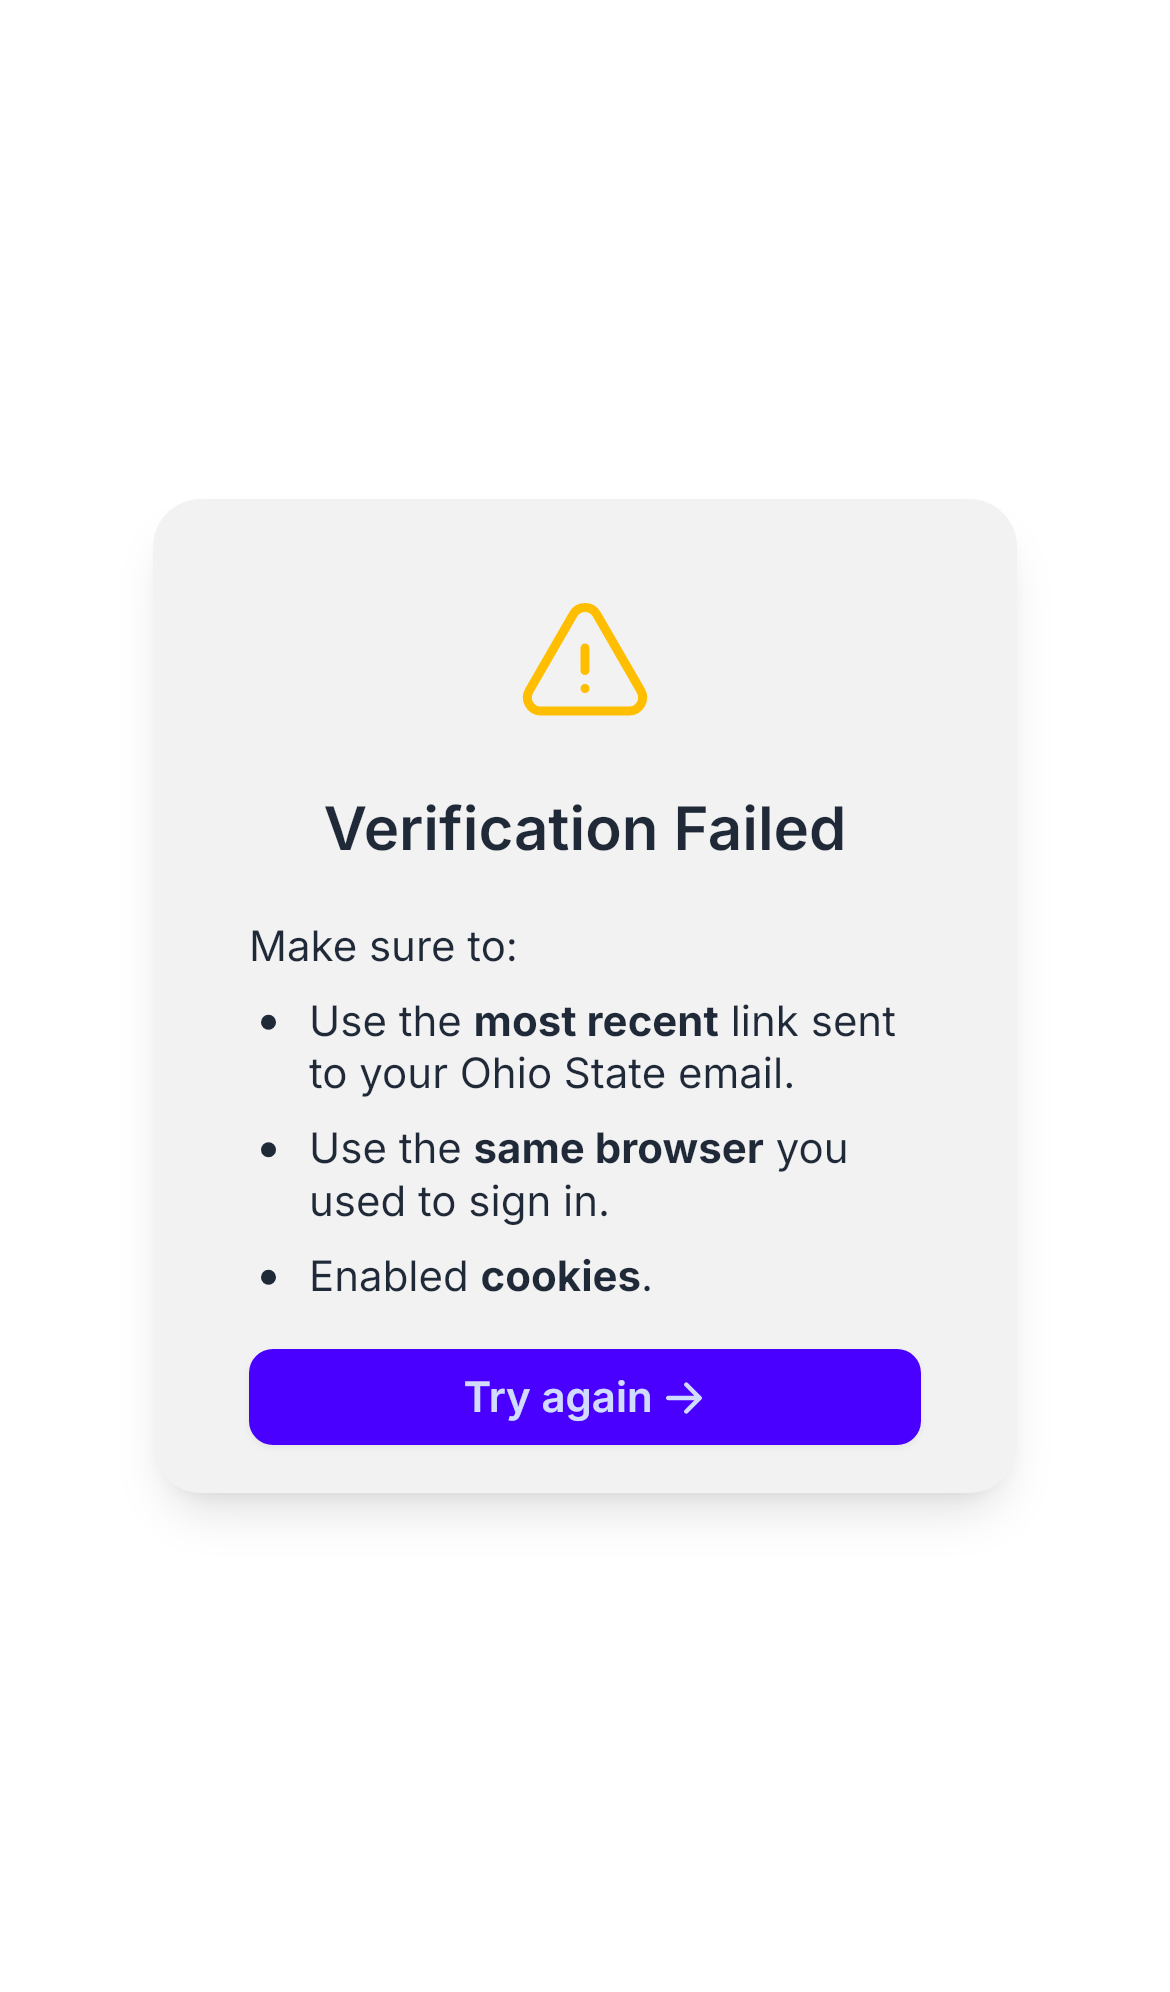 Verification Failed
Make sure to:
Use the most recent link sent
to your Ohio State email.
Use the same browser you
used to sign in.
Enabled cookies.
Try again →